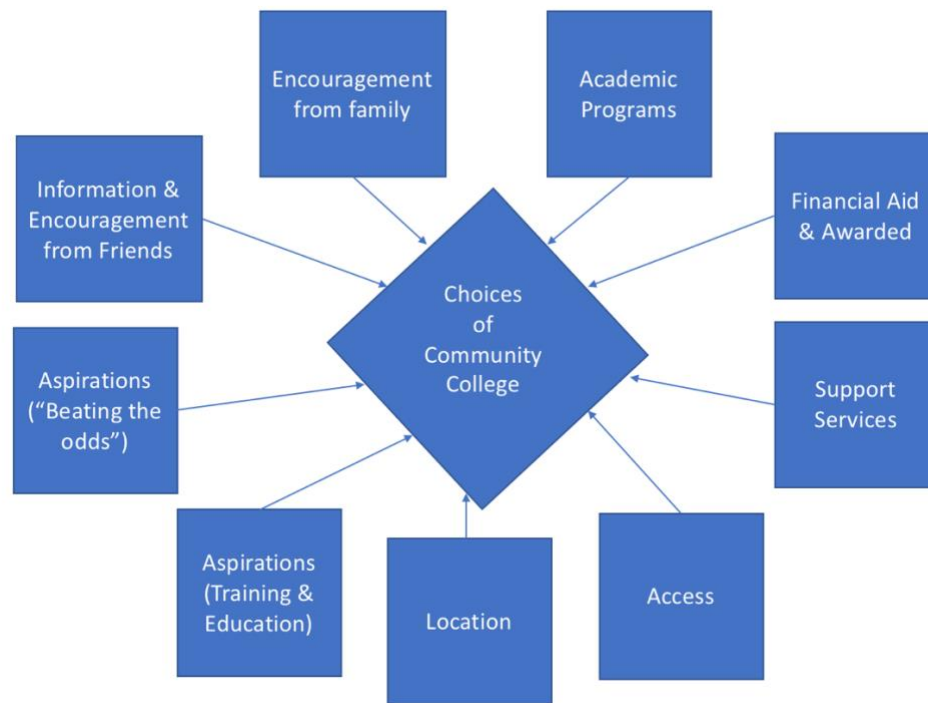 Encouragement
from family
Academic
Programs
Information &
Encouragement
from Friends
Financial Aid
& Awarded
Choices
of
Community
College
Aspirations
(“Beating the
odds”)
Support
Services
Aspirations
(Training &
Education)
Location
Access